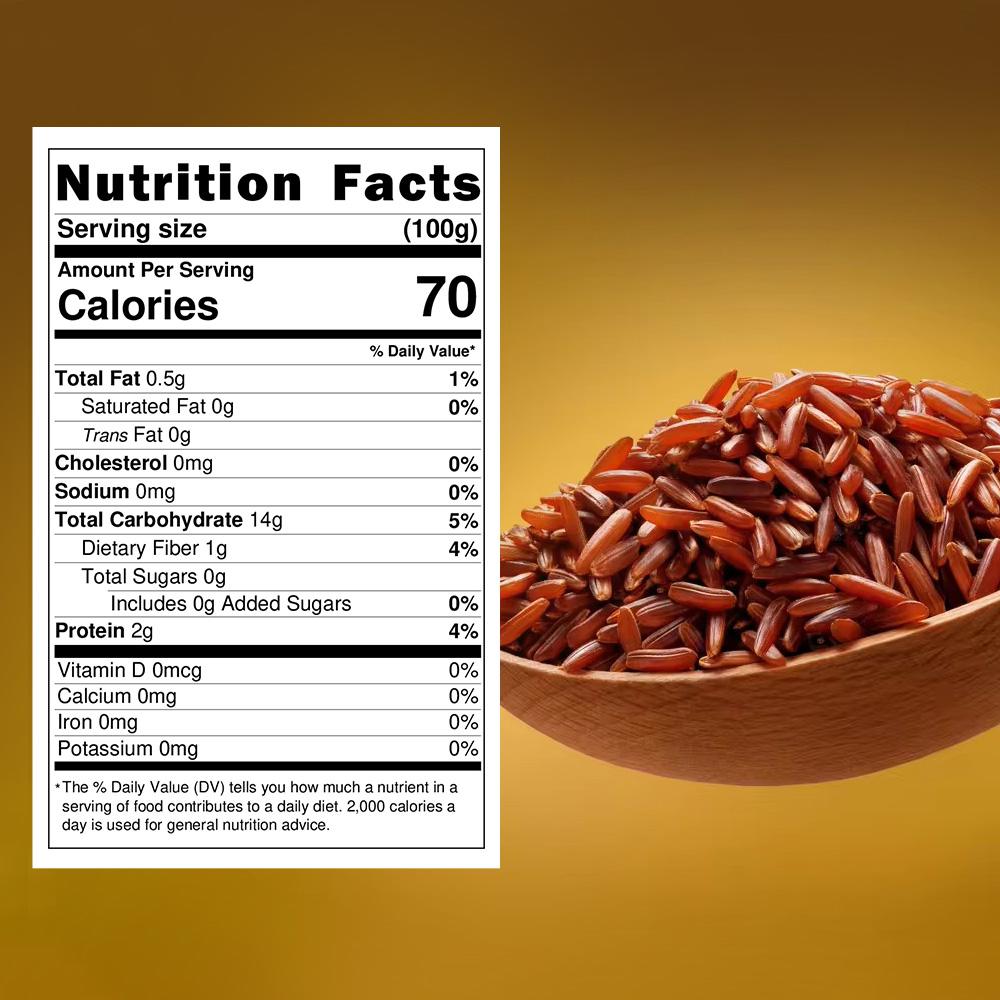 Nutrition Facts
Serving size (100g)
Amount Per Serving
Calories 70
% Daily Value*
Total Fat 0.5g 1%
Saturated Fat 0g 0%
Trans Fat 0g
Cholesterol 0mg 0%
Sodium 0mg 0%
Total Carbohydrate 14g 5%
Dietary Fiber 1g 4%
Total Sugars 0g
Includes 0g Added Sugars 0%
Protein 2g 4%
Vitamin D 0mcg 0%
Calcium 0mg 0%
Iron 0mg 0%
Potassium 0mg 0%
*The % Daily Value (DV) tells you how much a nutrient in a
serving of food contributes to a daily diet. 2,000 calories a
day is used for general nutrition advice.